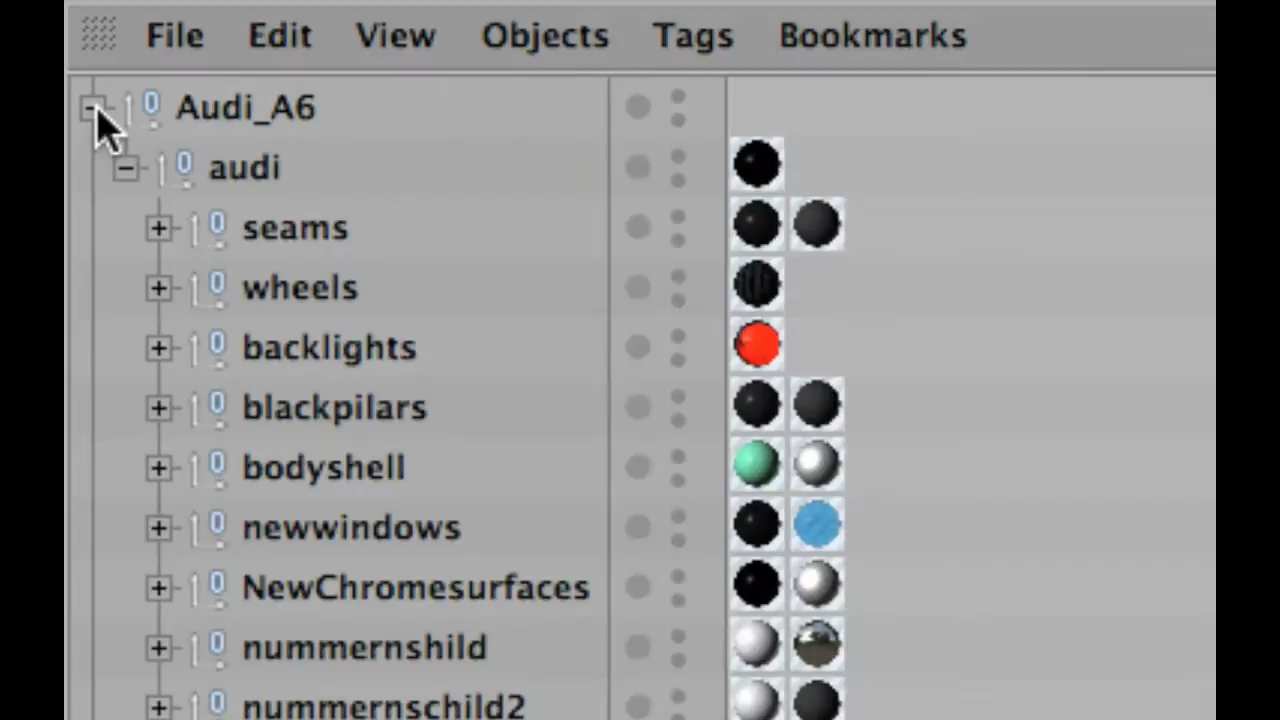 File Edit View Objects Tags Bookmarks
Audi_A6
audi
seams
wheels
backlights
blackpilars
bodyshell
newwindows
NewChromesurfaces
nummernshild
nummernschild2